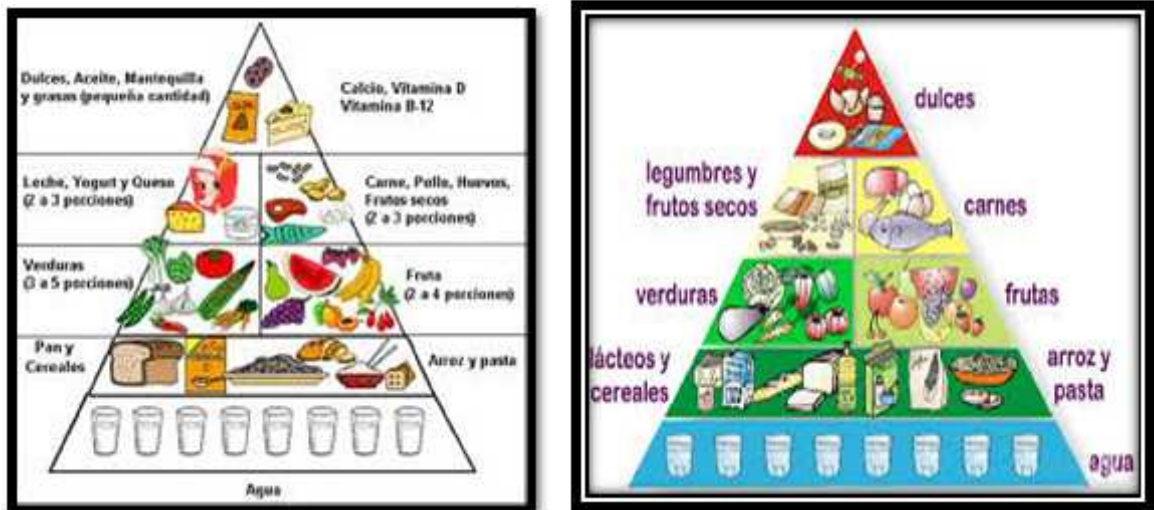 Dulces, Aceite, Mantequilla
y grasas (pequeña cantidad)
Calcio, Vitamina D
Vitamina B-12
Leche, Yogurt y Queso
(2 a 3 porciones)
Carne, Pollo, Huevos,
Frutos secos
(2 a 3 porciones)
Verduras
(3 a 5 porciones)
Fruta
(2 a 4 porciones)
Pan y
Cereales
Arroz y pasta
Agua
dulces
legumbres y
frutos secos
carnes
verduras
frutas
lácteos y
cereales
arroz y
pasta
agua